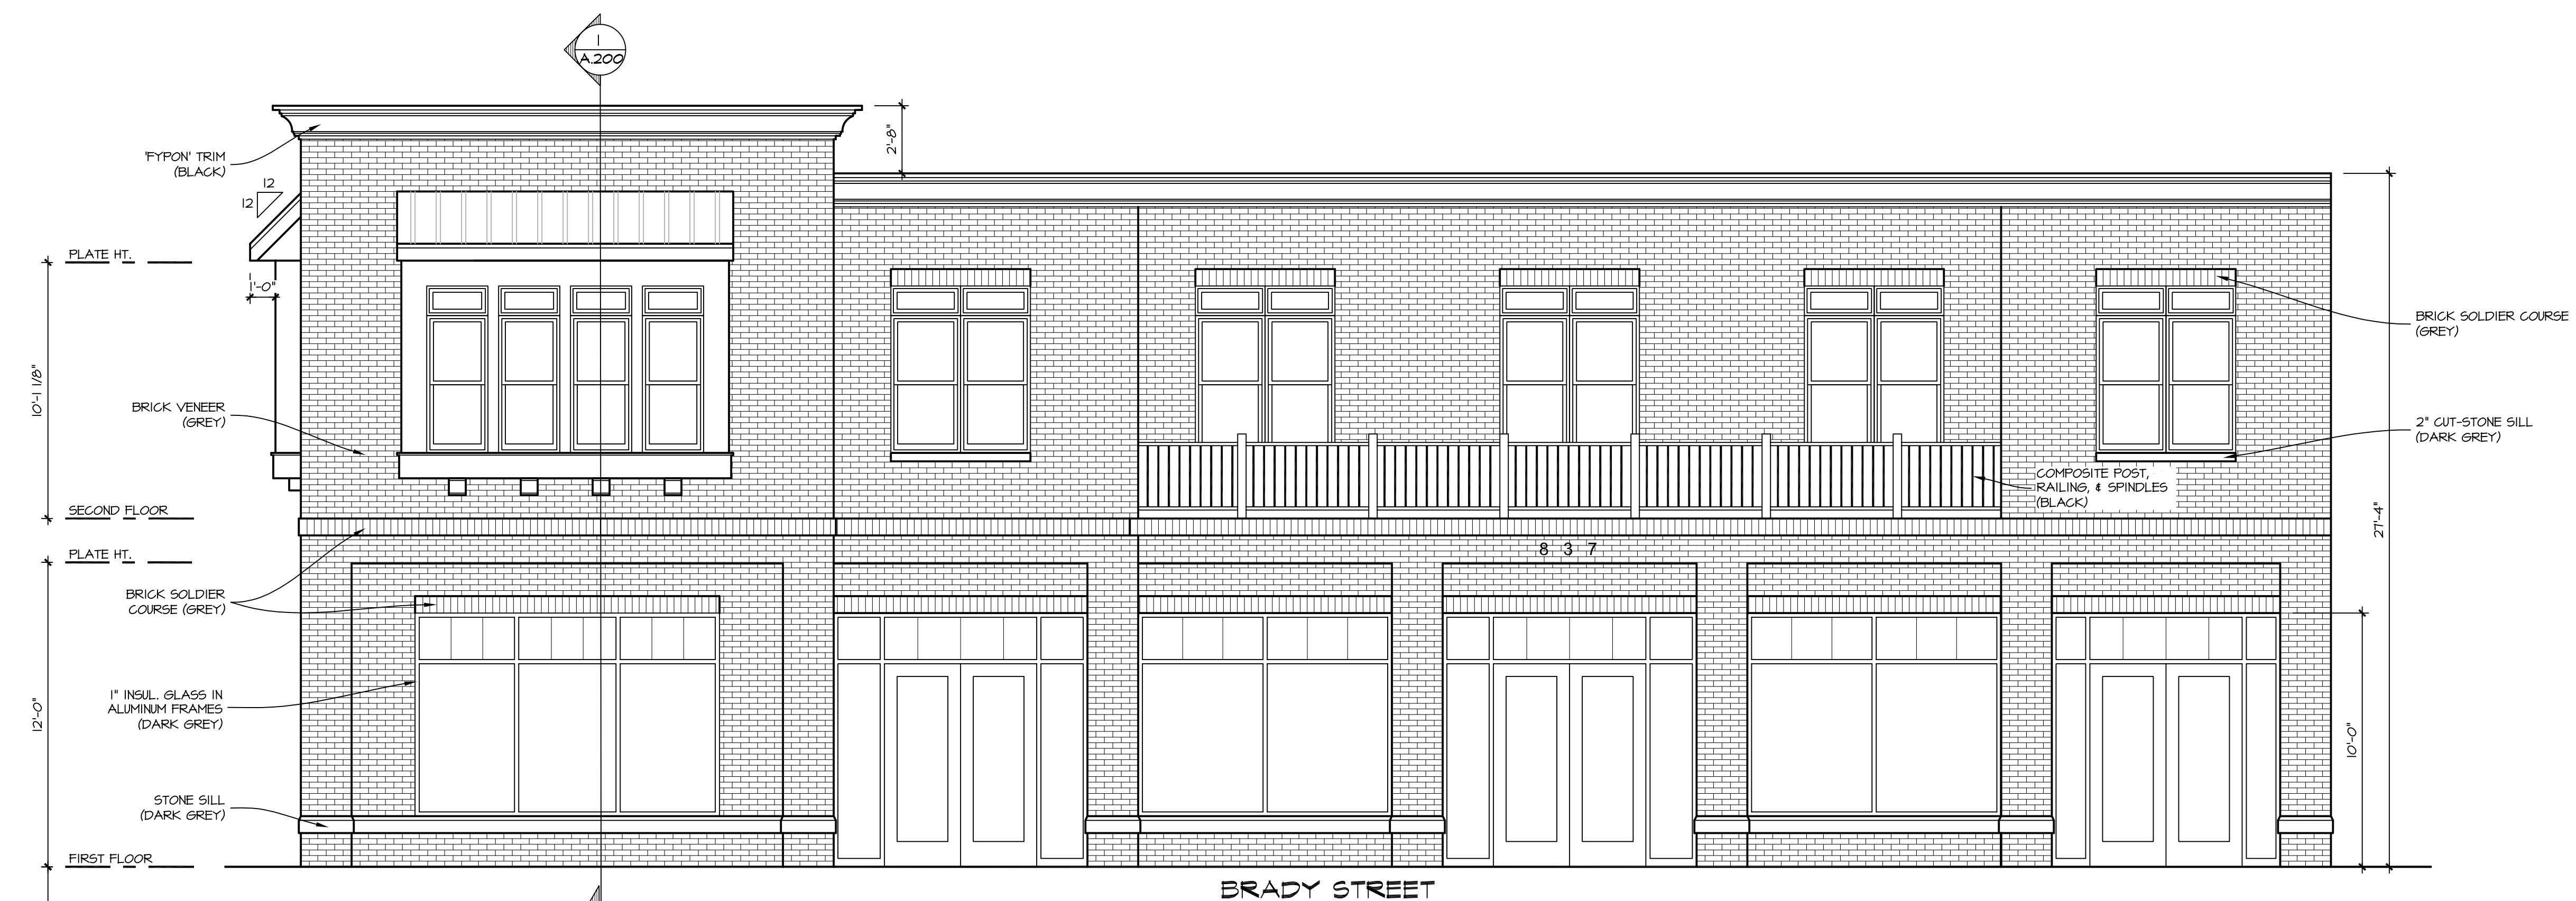 1
A.200
'FYPON' TRIM
(BLACK)
2'-8"
12
12
PLATE HT.
1'-0"
BRICK SOLDIER COURSE
(GREY)
10'-1 1/8"
BRICK VENEER
(GREY)
2" CUT-STONE SILL
(DARK GREY)
COMPOSITE POST,
RAILING, & SPINDLES
(BLACK)
SECOND FLOOR
27'-4"
PLATE HT.
8 3 7
BRICK SOLDIER
COURSE (GREY)
1" INSUL. GLASS IN
ALUMINUM FRAMES
(DARK GREY)
12'-0"
10'-0"
STONE SILL
(DARK GREY)
FIRST FLOOR
BRADY STREET